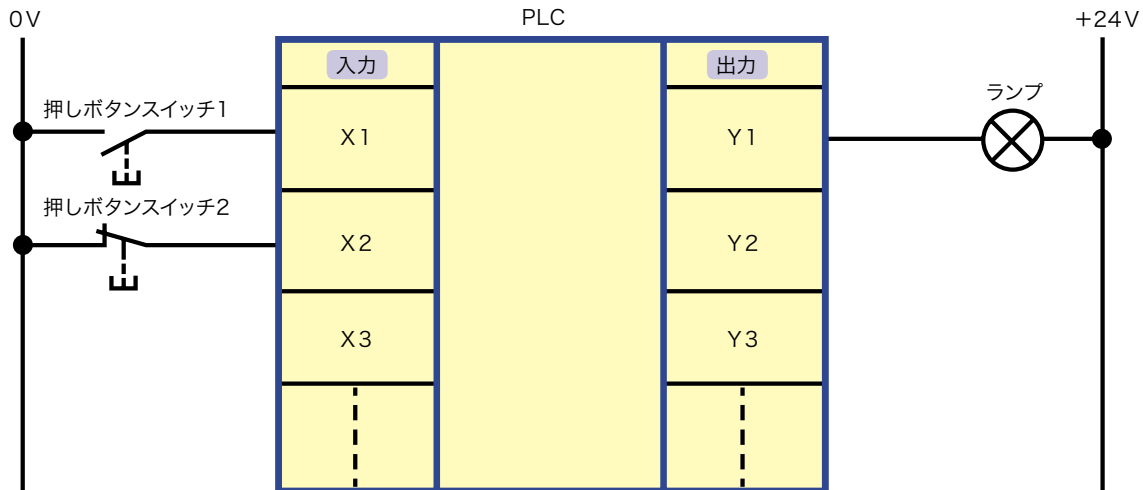 0V
PLC
+24V
入力
出力
押しボタンスイッチ1
X1
Y1
ランプ
押しボタンスイッチ2
X2
Y2
X3
Y3